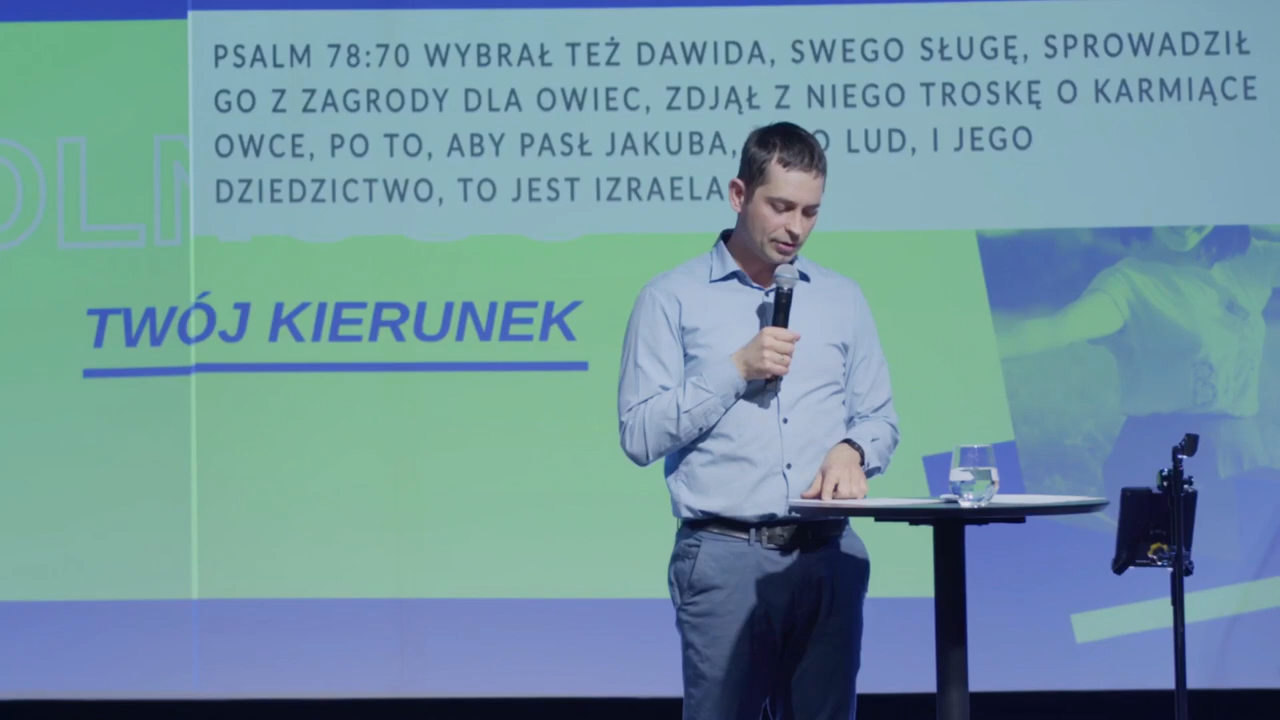 PSALM 78:70 WYBRAŁ TEŻ DAWIDA, SWEGO SŁUGĘ, SPROWADZIŁ
GO Z ZAGRODY DLA OWIEC, ZDJĄŁ Z NIEGO TROSKĘ O KARMIĄCE
OWCE, PO TO, ABY PASŁ JAKUBA, LUD, I JEGO
DZIEDZICTWO, TO JEST IZRAELA
TWÓJ KIERUNEK